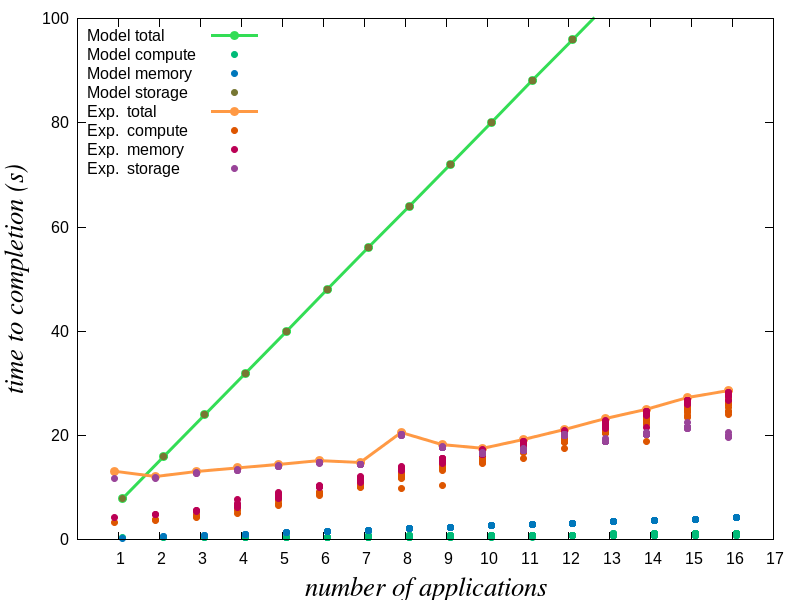 100
80
60
40
20
0
time to completion (s)
Model total
Model compute
Model memory
Model storage
Exp. total
Exp. compute
Exp. memory
Exp. storage
1 2 3 4 5 6 7 8 9 10 11 12 13 14 15 16 17
number of applications